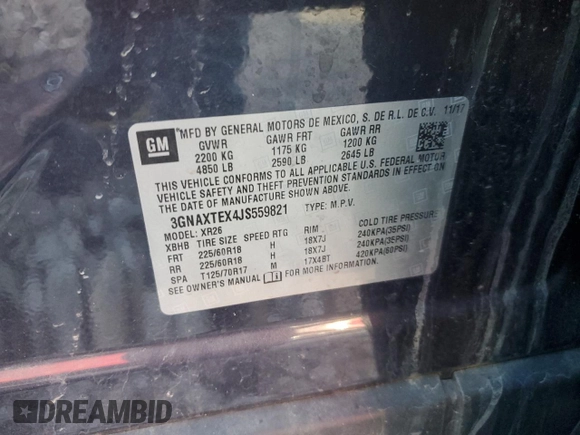 GM
MFD BY GENERAL MOTORS DE MEXICO, S. DE R.L. DE C.V. 11/17
GVWR GAWR FRT GAWR RR
2200 KG 1175 KG 1200 KG
4850 LB 2590 LB 2645 LB
THIS VEHICLE CONFORMS TO ALL APPLICABLE U.S. FEDERAL MOTOR
VEHICLE SAFETY AND THEFT PREVENTION STANDARDS IN EFFECT
ON THE DATE OF MANUFACTURE SHOWN ABOVE.
3GNAXTEX4JS559821 TYPE: M.P.V.
MODEL: XR26
XBHB TIRE SIZE SPEED RTG RIM COLD TIRE PRESSURE
FRT 225/60R18 H 18X7J 240KPA(35PSI)
RR 225/60R18 H 18X7J 240KPA(35PSI)
SPA T125/70R17 M 17X4BT 420KPA(60PSI)
SEE OWNER'S MANUAL FOR MORE INFORMATION.
DREAMBID